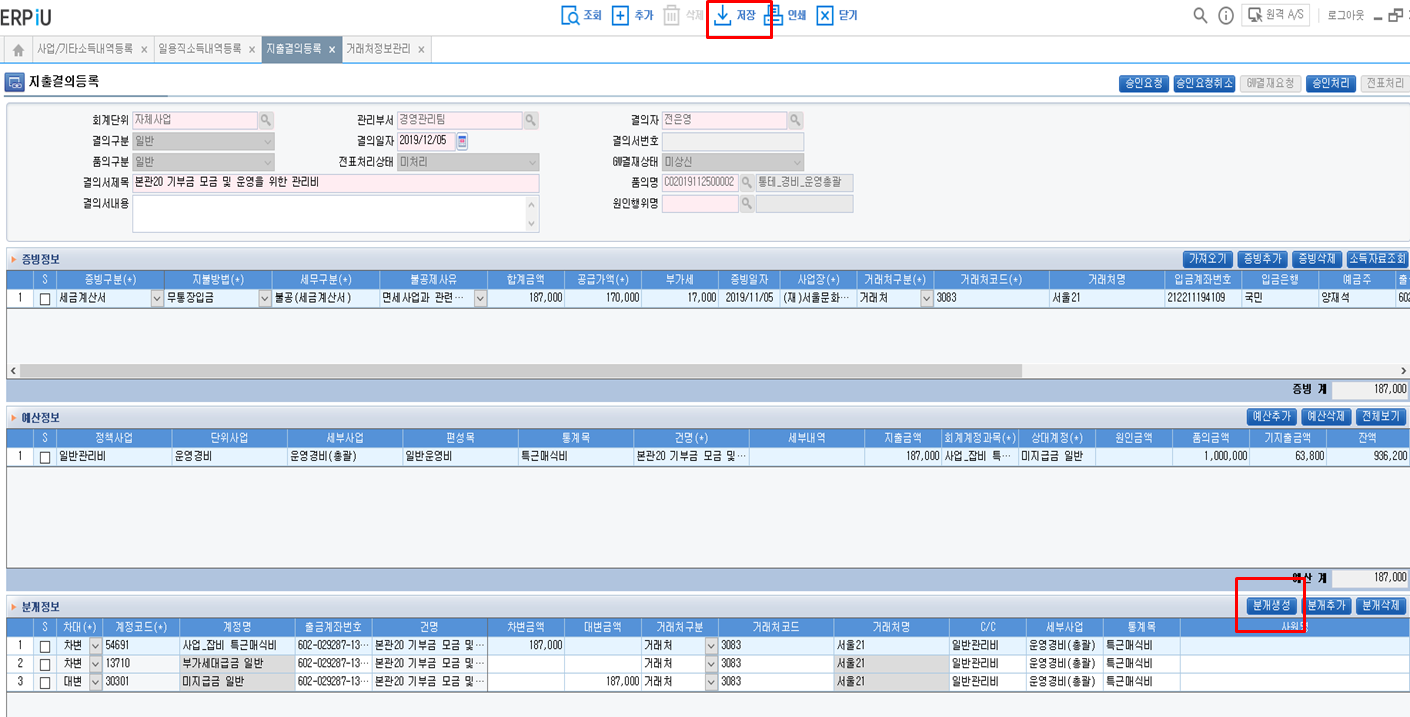 ERPiU 조회 추가 삭제 저장 인쇄 닫기 원격 A/S 로그아웃
사업/기타소득내역등록 × 일용직소득내역등록 × 지출결의등록 × 거래처정보관리 ×
지출결의등록 승인요청 승인요청취소 GW결재요청 승인처리 전표처리
회계단위 자체사업 관리부서 경영관리팀 결의자 전은영
결의구분 일반 결의일자 2019/12/05 결의서번호
품의구분 일반 전표처리상태 미처리 GW결재상태 미상신
결의서제목 본관20 기부금 모금 및 운영을 위한 관리비 품의명 CO2019112500002 통테_경비_운영총괄
결의서내용 원인행위명
증빙정보 가져오기 증빙추가 증빙삭제 소득자료조회
S 증빙구분(*) 지불방법(*) 세무구분(*) 불공제사유 합계금액 공급가액(*) 부가세 증빙일자 사업장(*) 거래처구분(*) 거래처코드(*) 거래처명 입금계좌번호 입금은행 예금주 출
1 세금계산서 무통장입금 불공(세금계산서) 면세사업과 관련… 187,000 170,000 17,000 2019/11/05 (재)서울문화… 거래처 3083 서울21 212211194109 국민 양재석 602
증빙 계 187,000
예산정보 예산추가 예산삭제 전체보기
S 정책사업 단위사업 세부사업 편성목 통계목 건명(*) 세부내역 지출금액 회계계정과목(*) 상대계정(*) 원인금액 품의금액 기지출금액 잔액
1 일반관리비 운영경비 운영경비(총괄) 일반운영비 특근매식비 본관20 기부금 모금 및… 187,000 사업_잡비 특… 미지급금 일반 1,000,000 63,800 936,200
예산 계 187,000
분개정보 분개생성 분개추가 분개삭제
S 차대(*) 계정코드(*) 계정명 출금계좌번호 건명 차변금액 대변금액 거래처구분 거래처코드 거래처명 C/C 세부사업 통계목 사원명
1 차변 54691 사업_잡비 특근매식비 602-029287-13… 본관20 기부금 모금 및… 187,000 거래처 3083 서울21 일반관리비 운영경비(총괄) 특근매식비
2 차변 13710 부가세대급금 일반 602-029287-13… 본관20 기부금 모금 및… 거래처 3083 서울21 일반관리비 운영경비(총괄) 특근매식비
3 대변 30301 미지급금 일반 602-029287-13… 본관20 기부금 모금 및… 187,000 거래처 3083 서울21 일반관리비 운영경비(총괄) 특근매식비